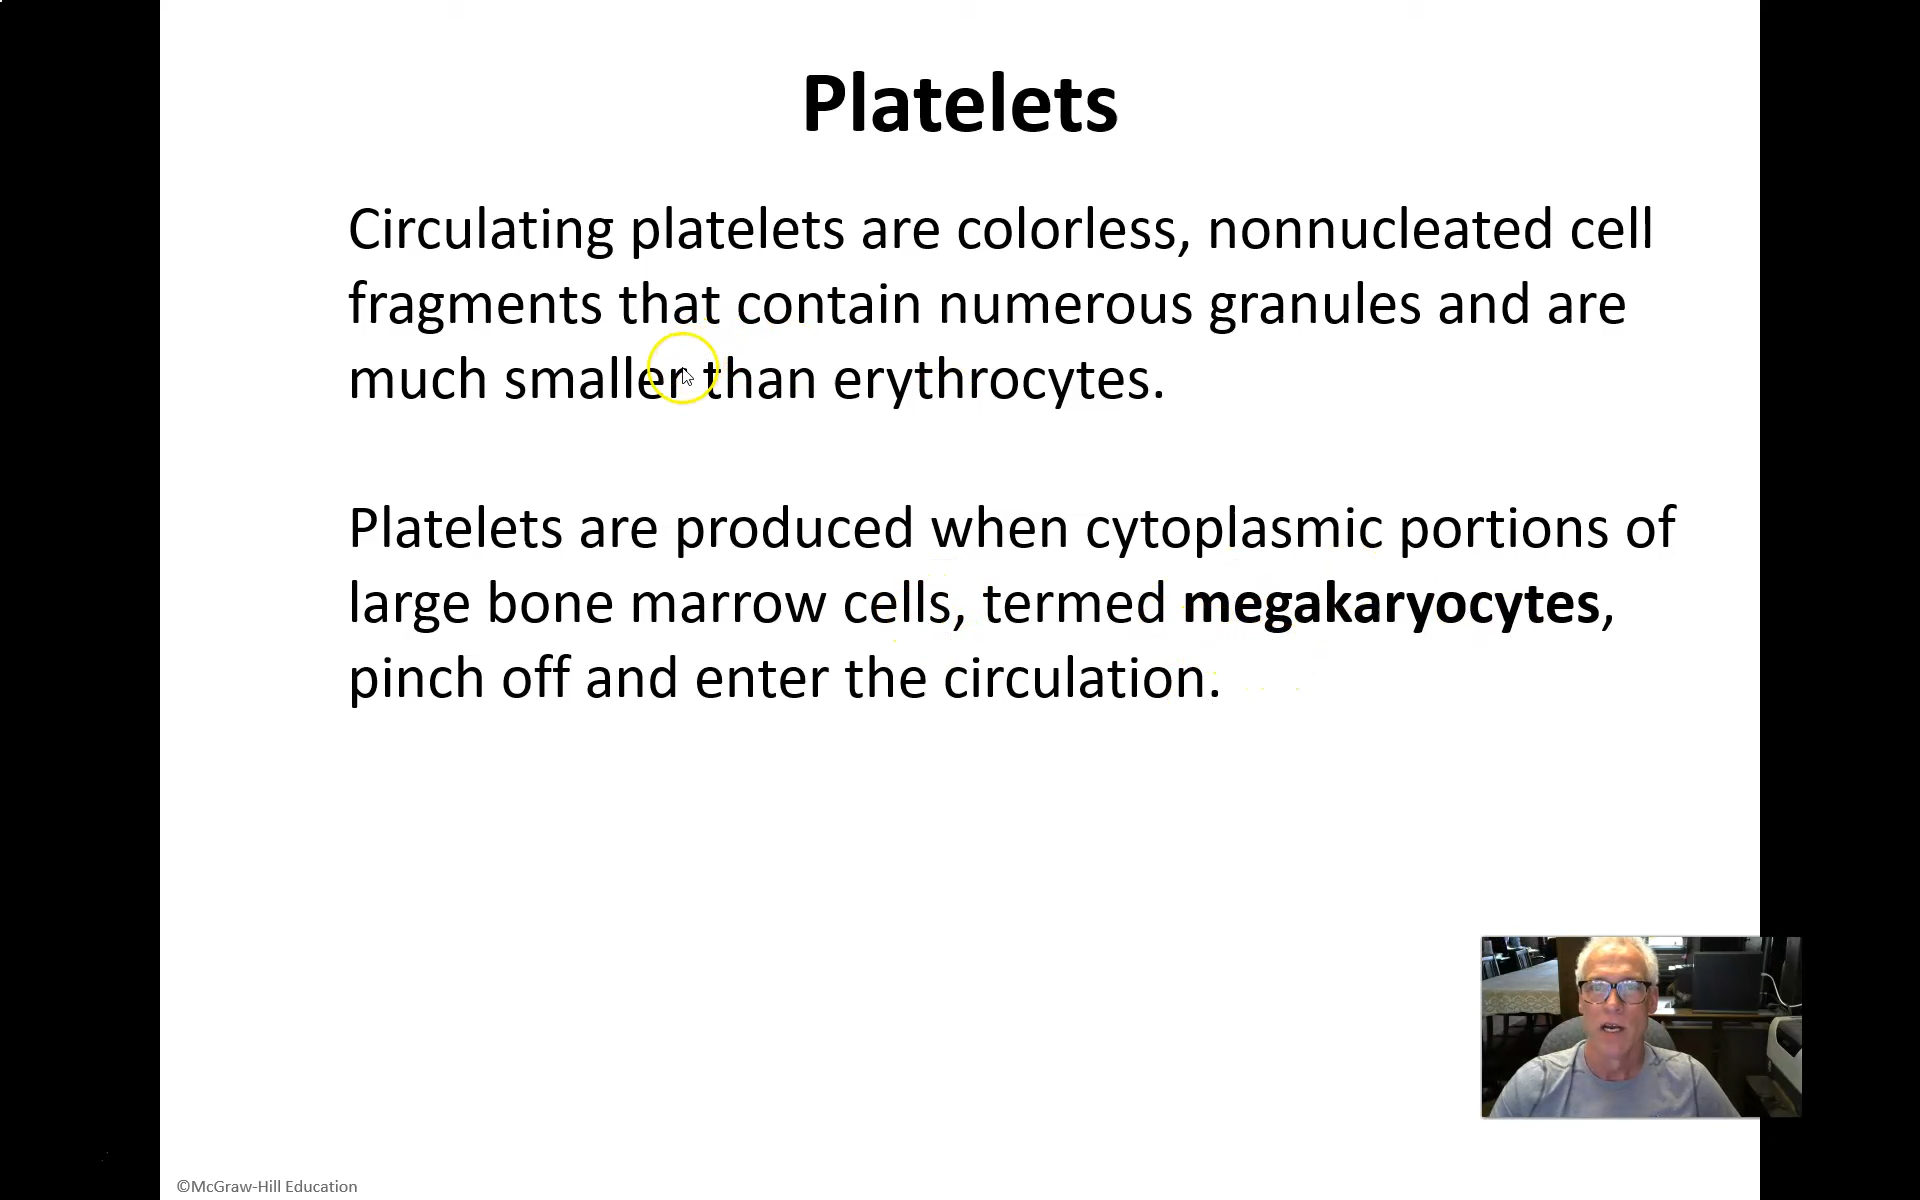 Platelets
Circulating platelets are colorless, nonnucleated cell
fragments that contain numerous granules and are
much smaller than erythrocytes.
Platelets are produced when cytoplasmic portions of
large bone marrow cells, termed megakaryocytes,
pinch off and enter the circulation.
©McGraw-Hill Education